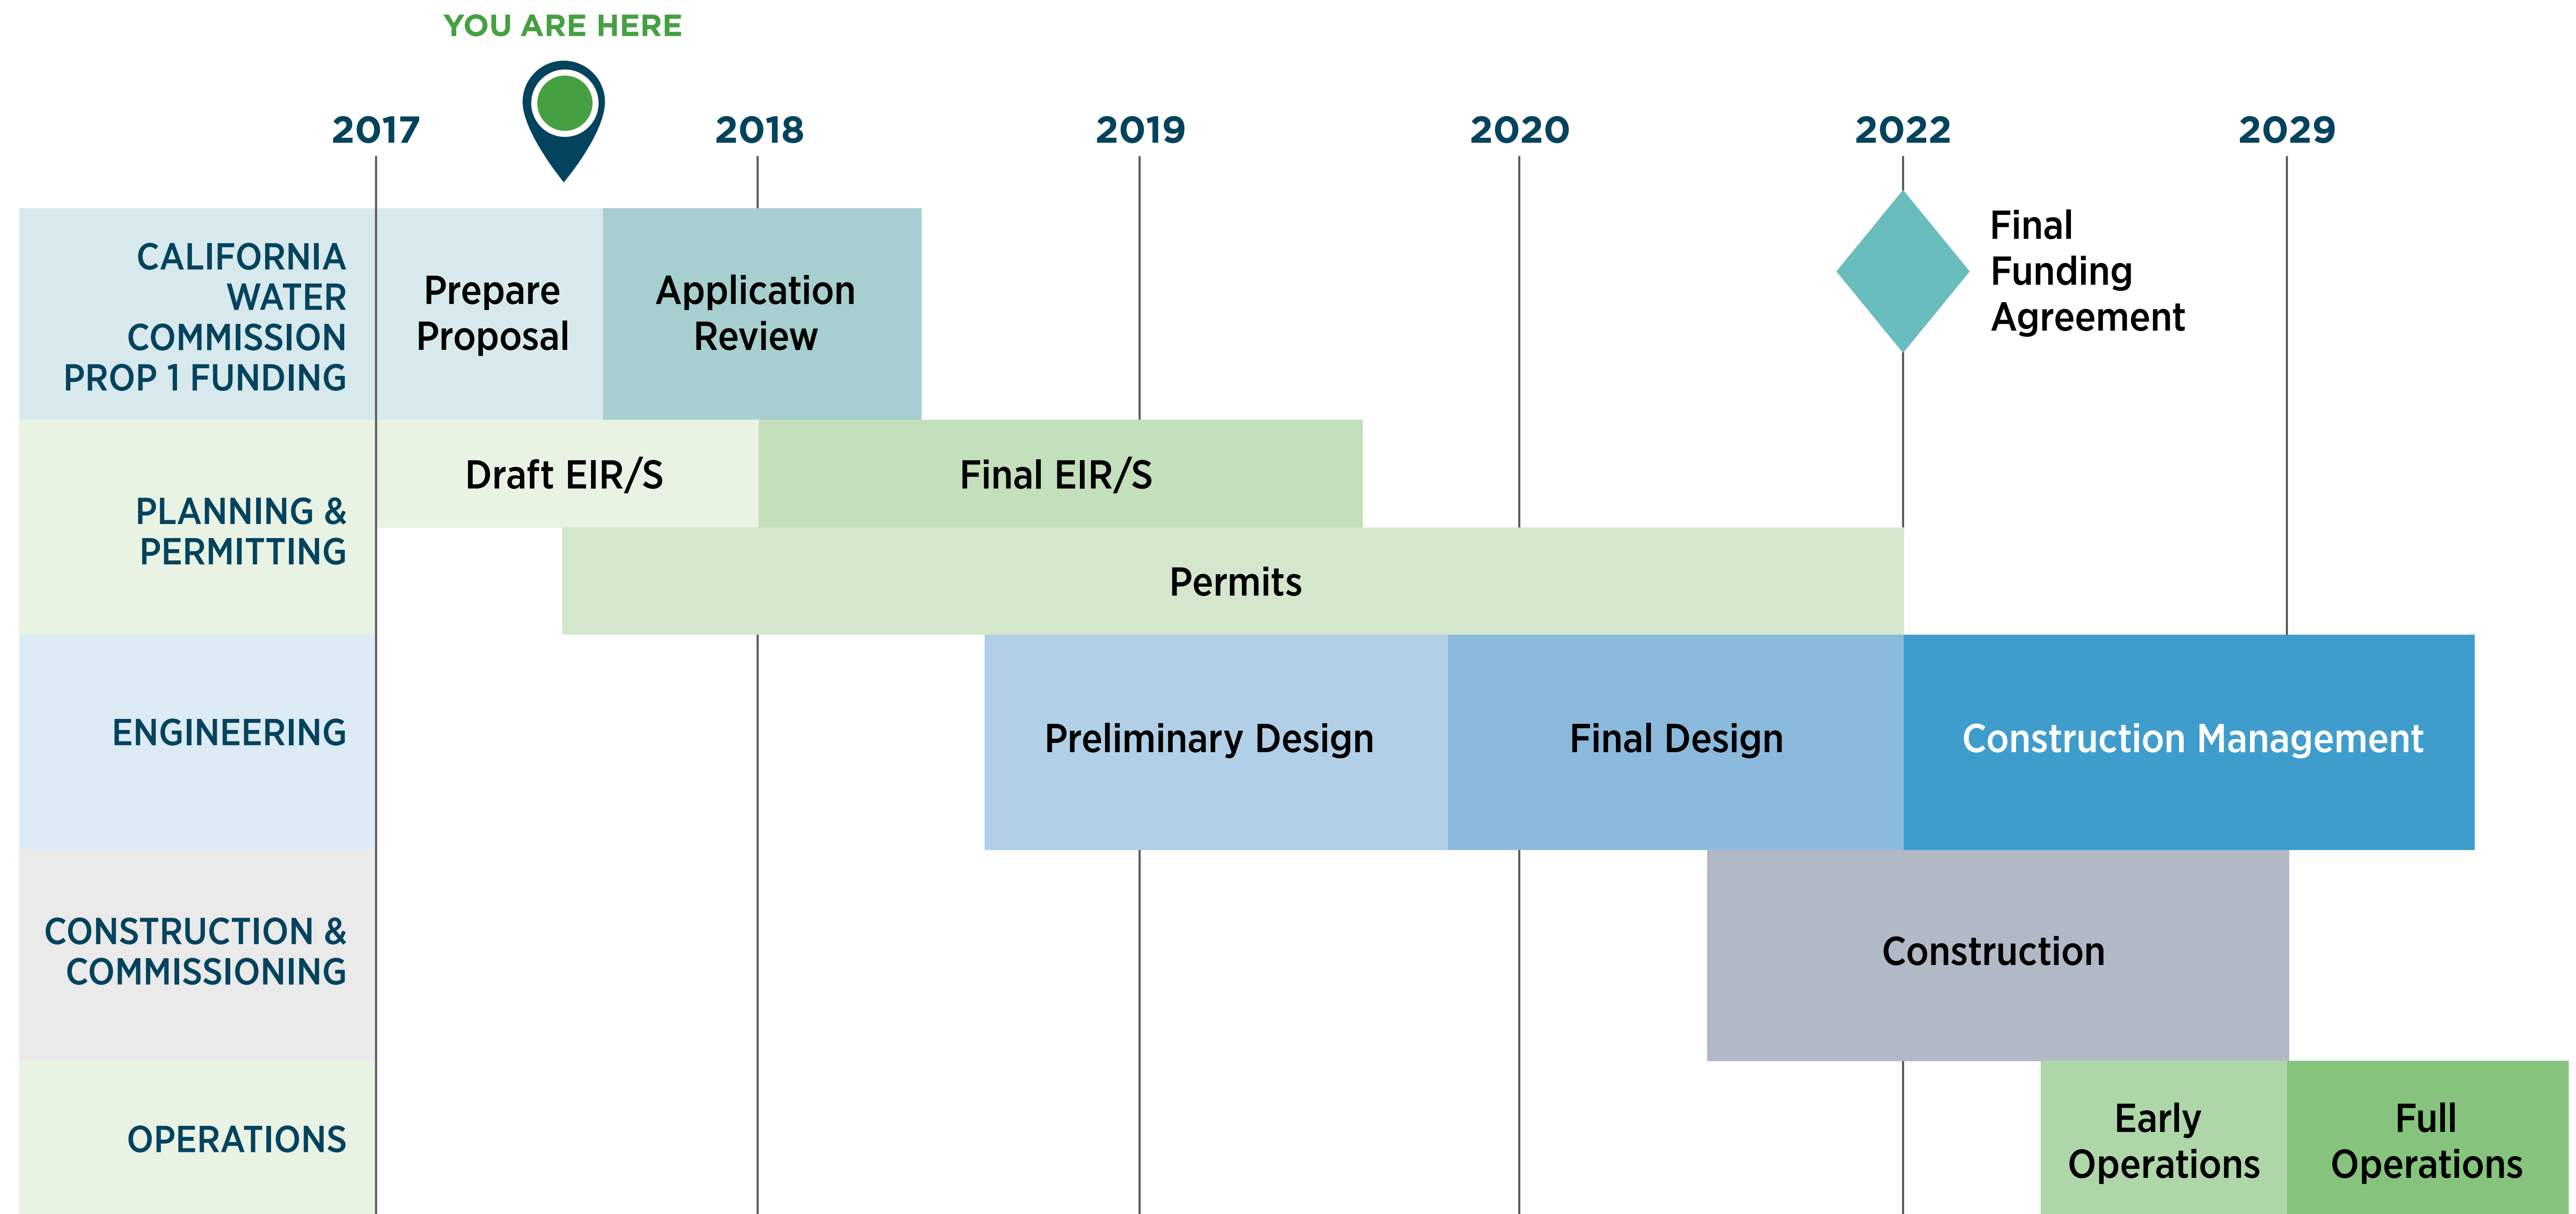 YOU ARE HERE
2017
2018
2019
2020
2022
2029
CALIFORNIA
WATER
COMMISSION
PROP 1 FUNDING
Prepare
Proposal
Application
Review
Final
Funding
Agreement
PLANNING &
PERMITTING
Draft EIR/S
Final EIR/S
Permits
ENGINEERING
Preliminary Design
Final Design
Construction Management
CONSTRUCTION &
COMMISSIONING
Construction
OPERATIONS
Early
Operations
Full
Operations